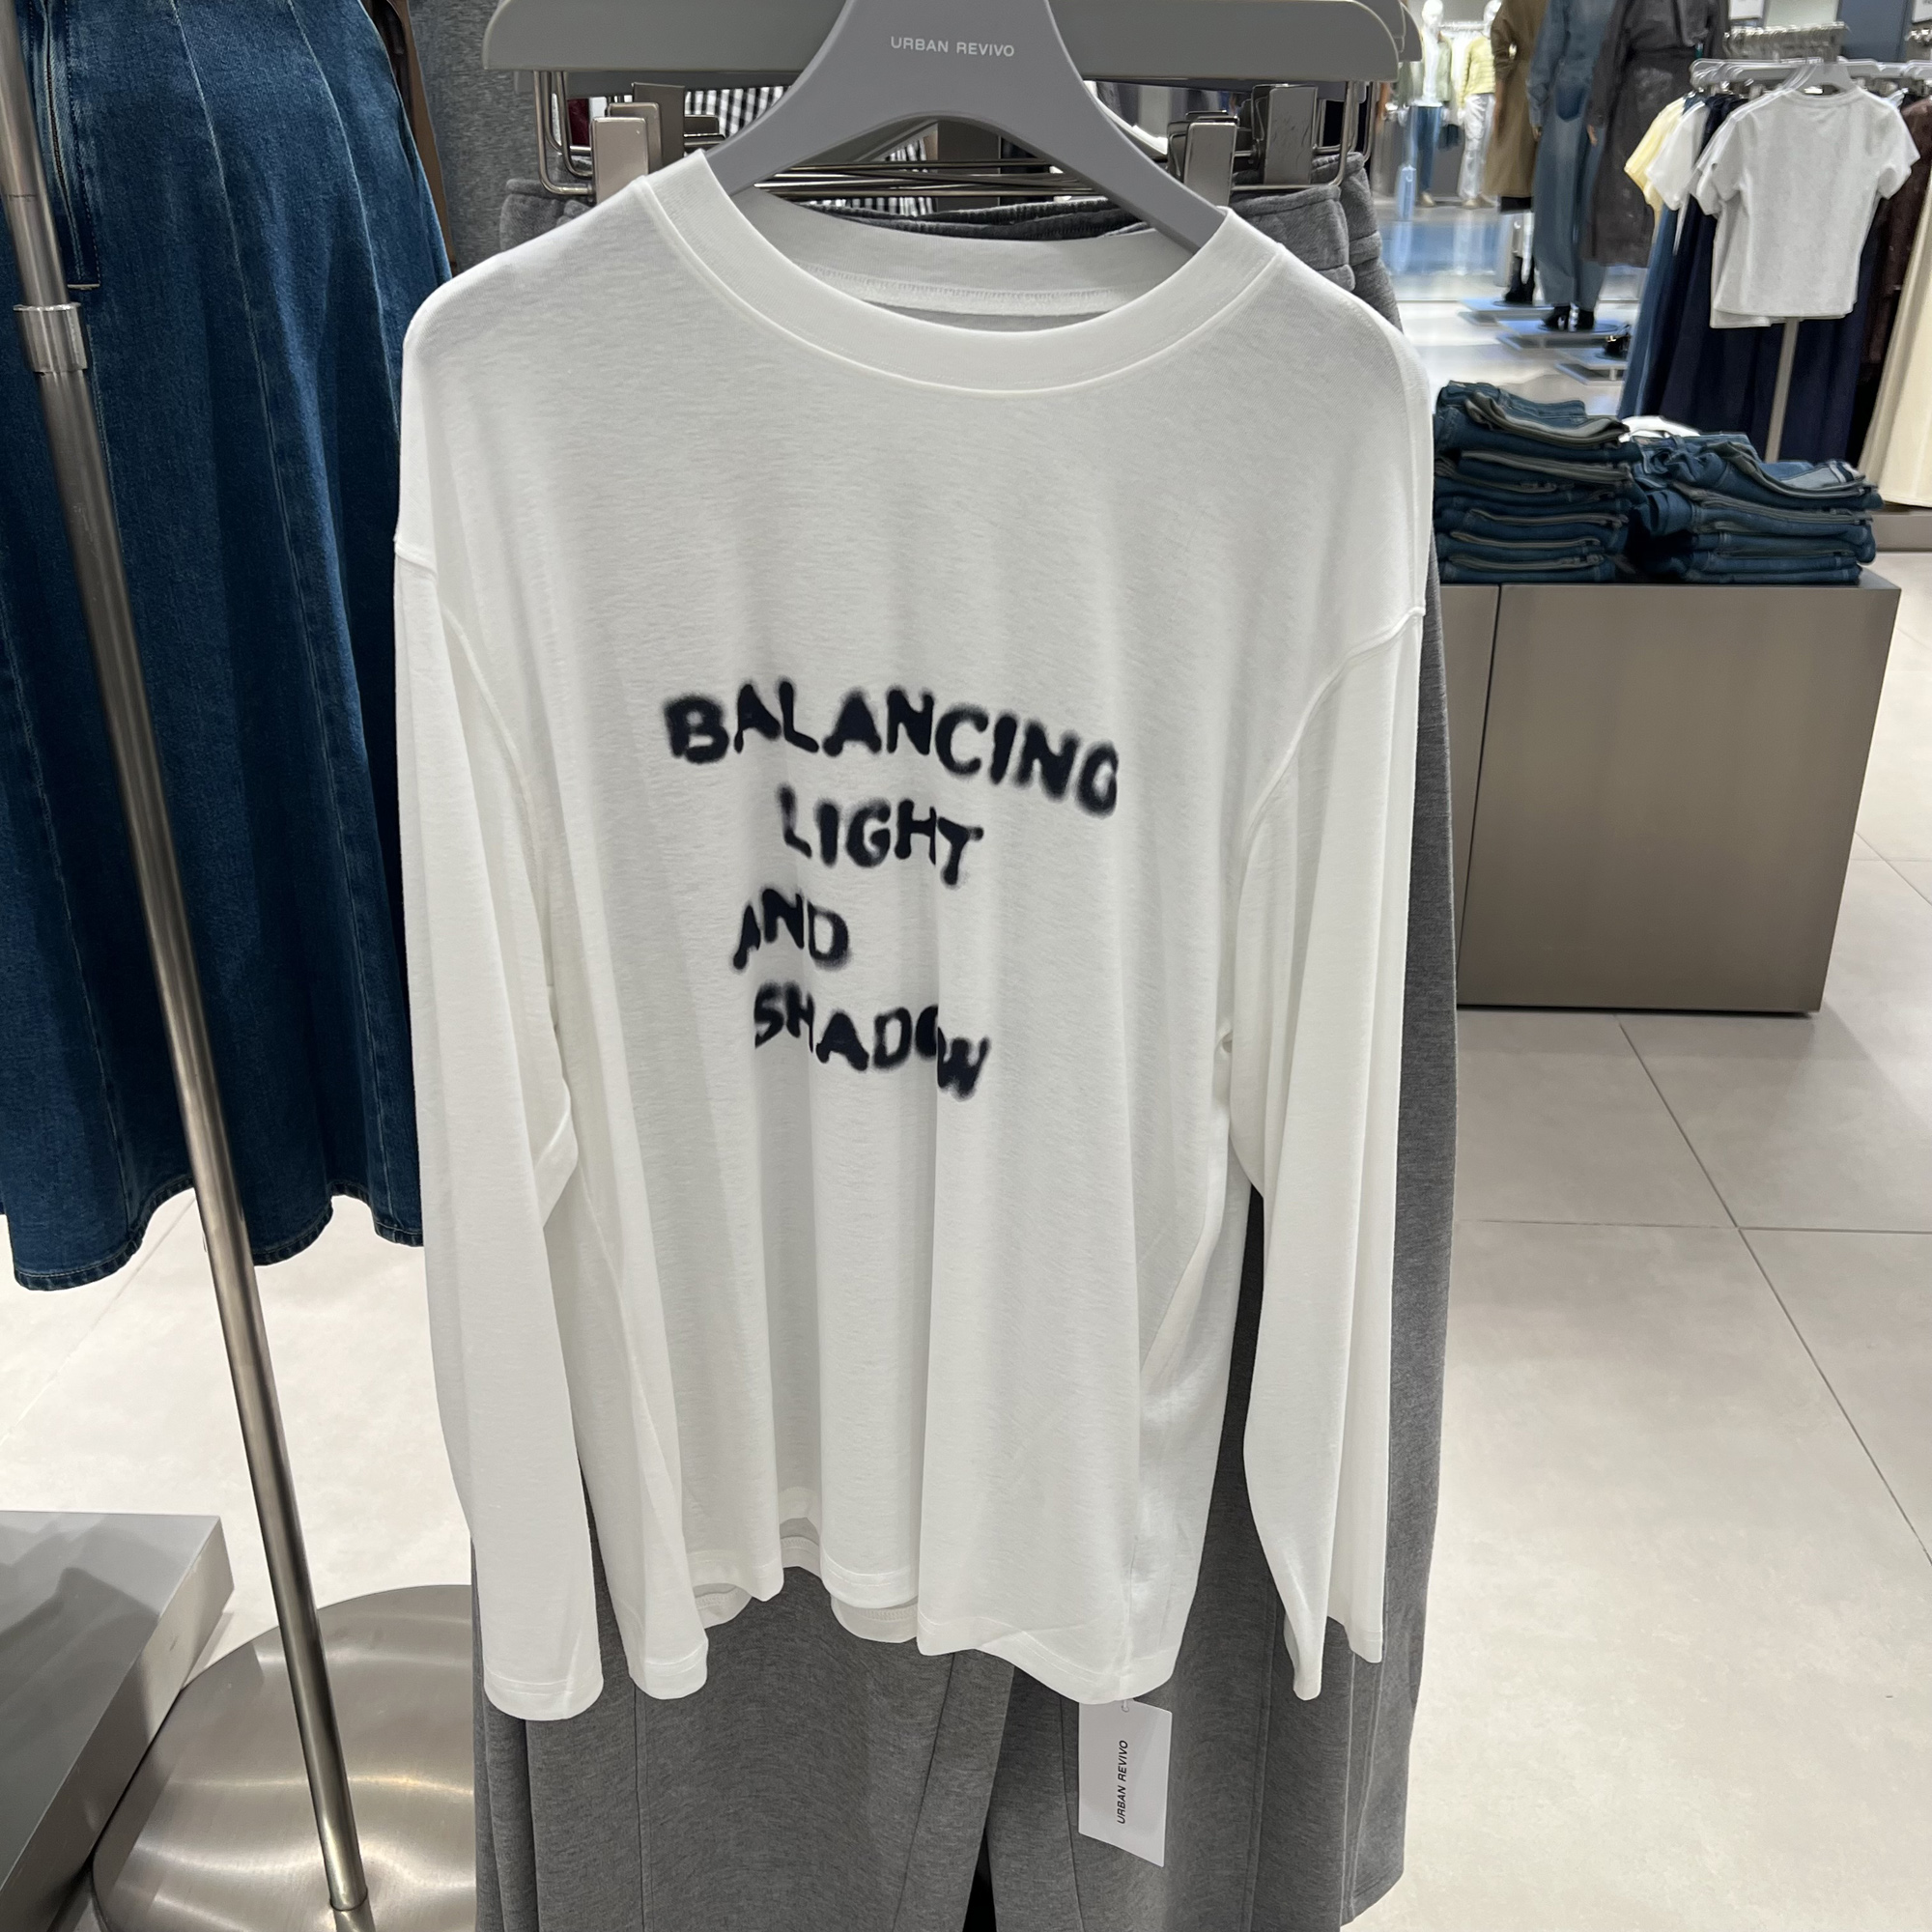 URBAN REVIVO
BALANCING
LIGHT
AND
SHADOW
URBAN REVIVO